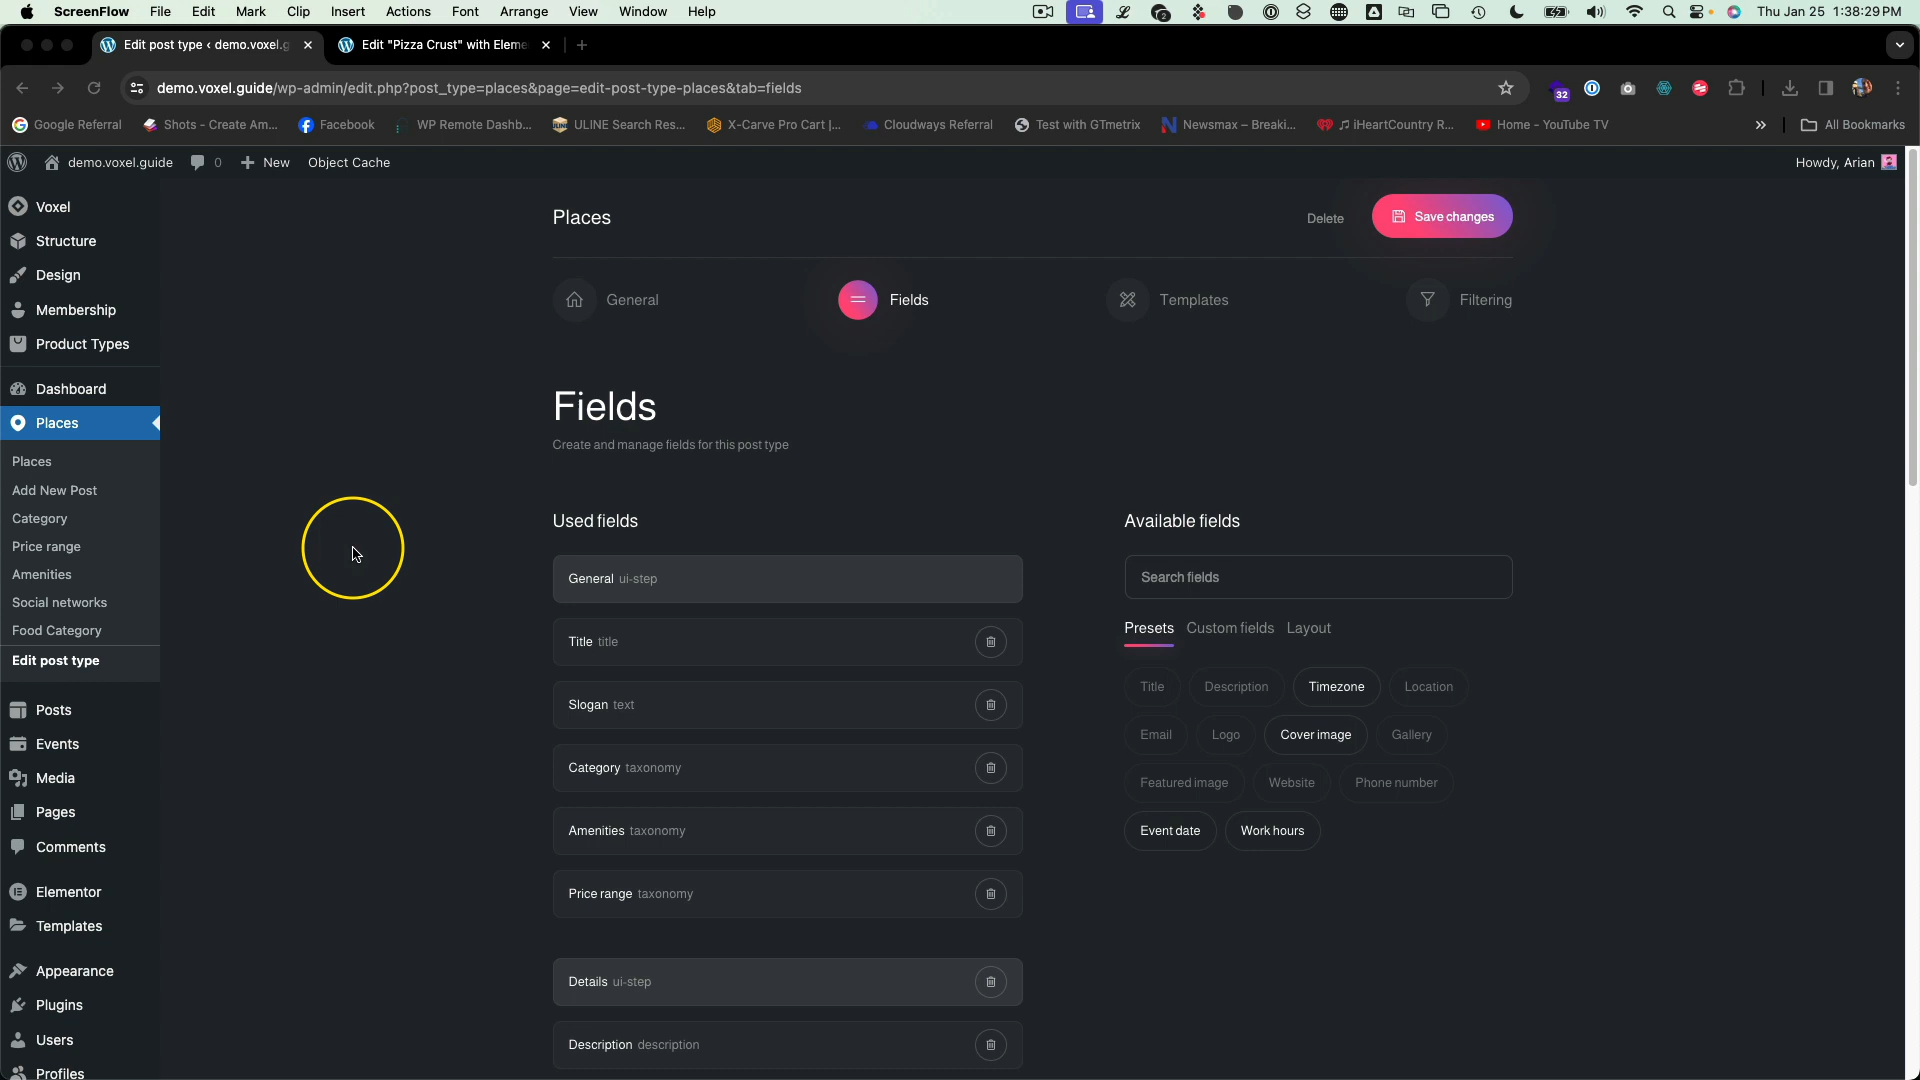 ScreenFlow File Edit Mark Clip Insert Actions Font Arrange View Window Help Thu Jan 25 1:38:29 PM
Edit post type ‹ demo.voxel.g Edit "Pizza Crust" with Eleme
demo.voxel.guide/wp-admin/edit.php?post_type=places&page=edit-post-type-places&tab=fields 32
Google Referral Shots - Create Am... Facebook WP Remote Dashb... ULINE Search Res... X-Carve Pro Cart |... Cloudways Referral Test with GTmetrix Newsmax – Breaki... ♫ iHeartCountry R... Home - YouTube TV » All Bookmarks
demo.voxel.guide 0 New Object Cache Howdy, Arian
Voxel
Structure
Design
Membership
Product Types
Dashboard
Places
Places
Add New Post
Category
Price range
Amenities
Social networks
Food Category
Edit post type
Posts
Events
Media
Pages
Comments
Elementor
Templates
Appearance
Plugins
Users
Profiles
Places Delete Save changes
General Fields Templates Filtering
Fields
Create and manage fields for this post type
Used fields
General ui-step
Title title
Slogan text
Category taxonomy
Amenities taxonomy
Price range taxonomy
Details ui-step
Description description
Available fields
Search fields
Presets Custom fields Layout
Title Description Timezone Location
Email Logo Cover image Gallery
Featured image Website Phone number
Event date Work hours